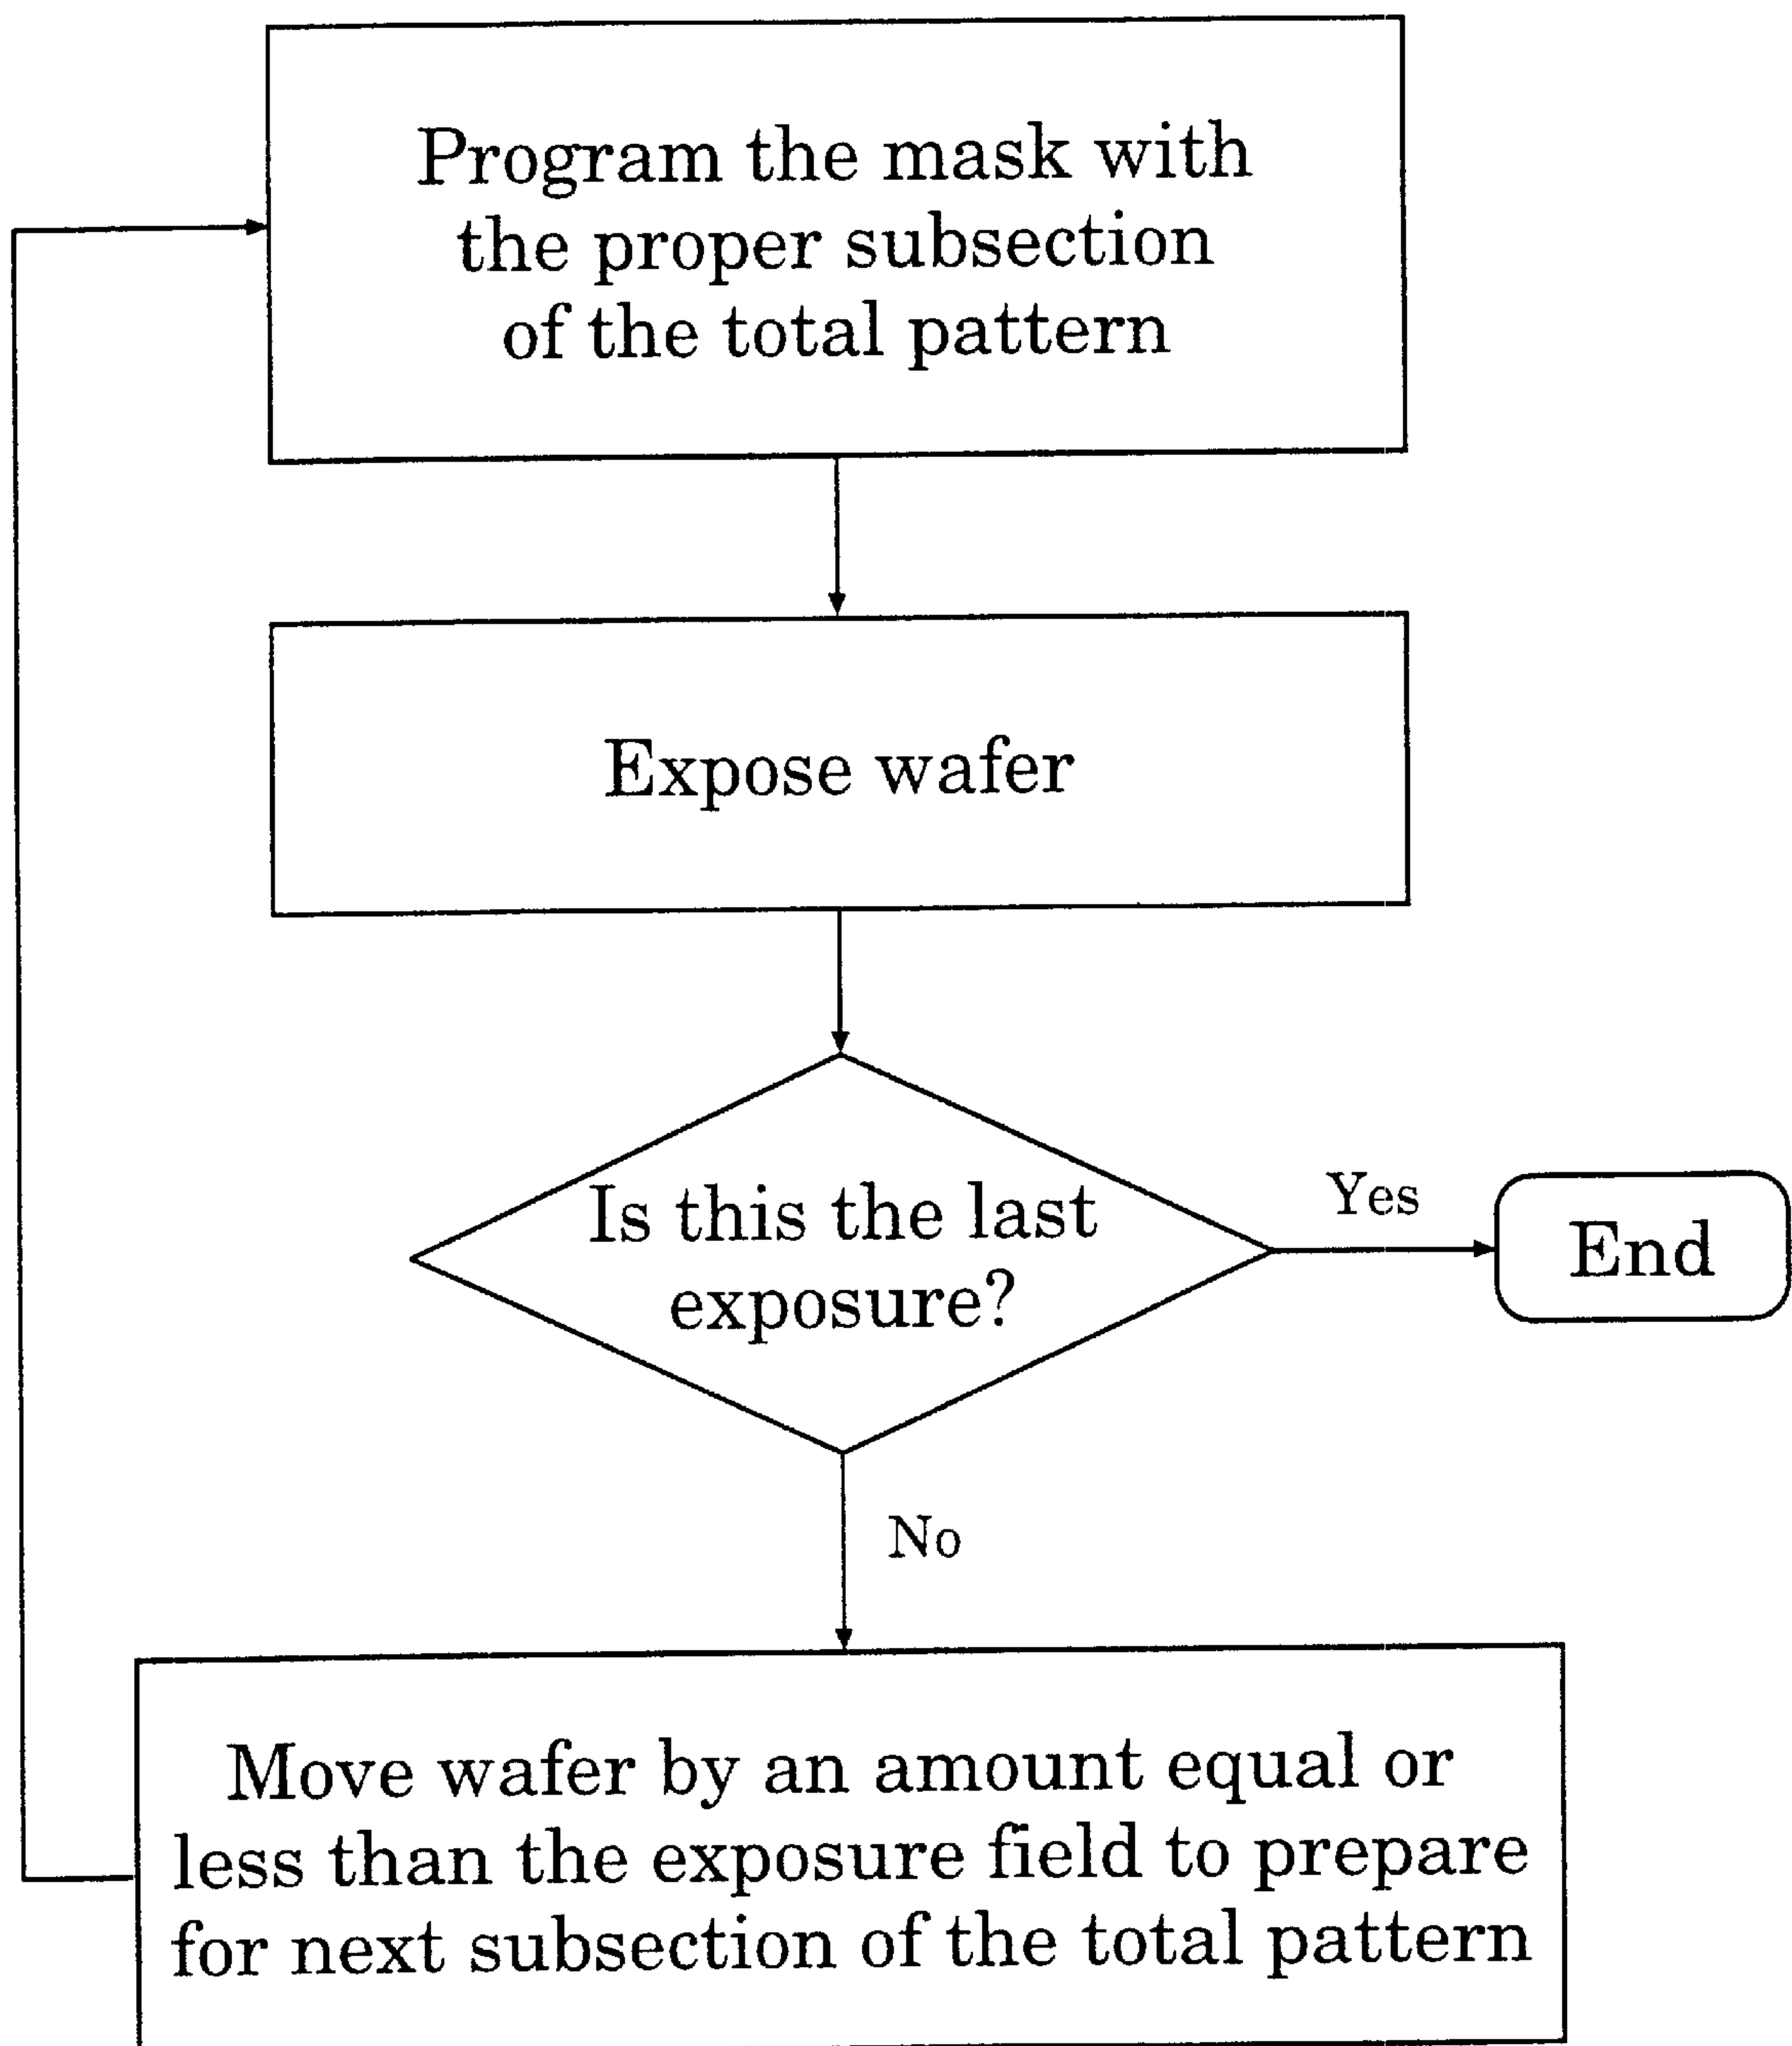 Program the mask with
the proper subsection
of the total pattern
Expose wafer
Is this the last
exposure?
Yes
End
No
Move wafer by an amount equal or
less than the exposure field to prepare
for next subsection of the total pattern